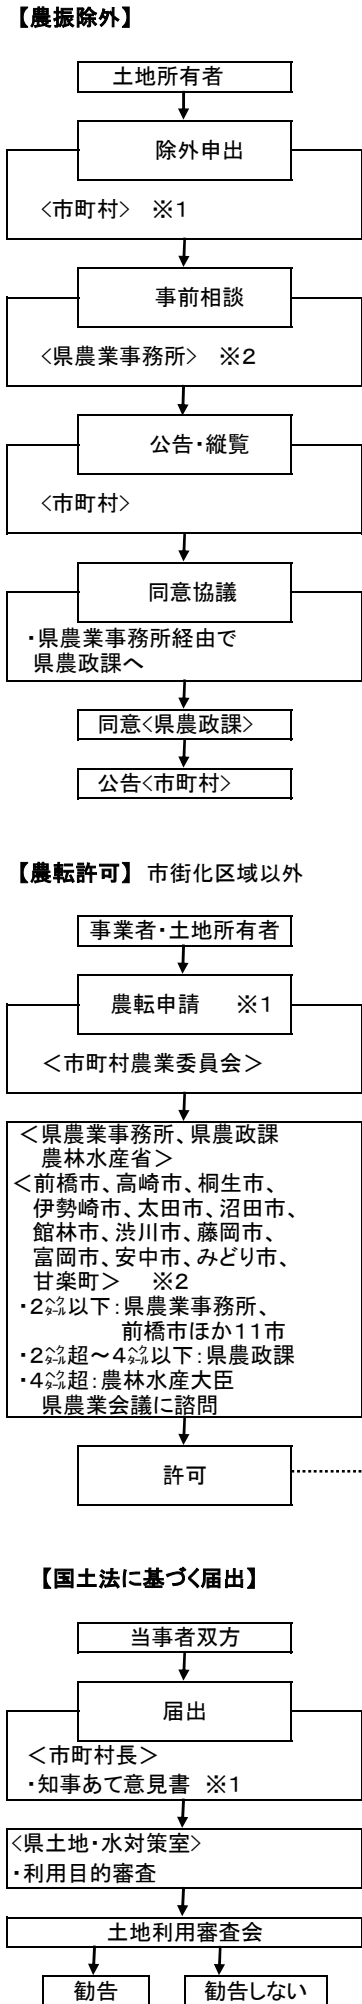 【農振除外】
土地所有者
除外申出
<市町村> ※1
事前相談
<県農業事務所> ※2
公告・縦覧
<市町村>
同意協議
・県農業事務所経由で
県農政課へ
同意<県農政課>
公告<市町村>
【農転許可】 市街化区域以外
事業者・土地所有者
農転申請 ※1
＜市町村農業委員会＞
＜県農業事務所、県農政課
農林水産省＞
＜前橋市、高崎市、桐生市、
伊勢崎市、太田市、沼田市、
館林市、渋川市、藤岡市、
富岡市、安中市、みどり市、
甘楽町＞ ※2
・2㌶以下：県農業事務所、
前橋市ほか11市
・2㌶超～4㌶以下：県農政課
・4㌶超：農林水産大臣
県農業会議に諮問
許可
【国土法に基づく届出】
当事者双方
届出
＜市町村長＞
・知事あて意見書 ※1
<県土地・水対策室>
・利用目的審査
土地利用審査会
勧告
勧告しない